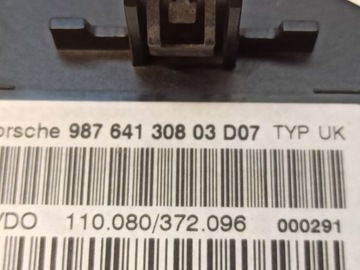 orsche 987 641 308 03 D07 TYP UK
VDO 110.080/372.096 000291